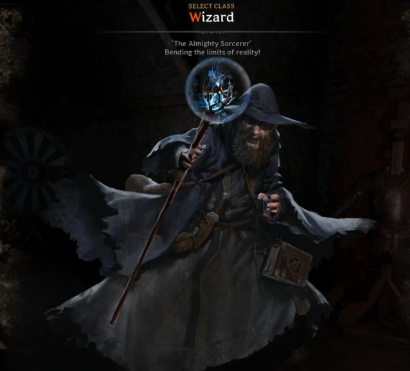 SELECT CLASS
Wizard
'The Almighty Sorcerer'
Bending the limits of reality!